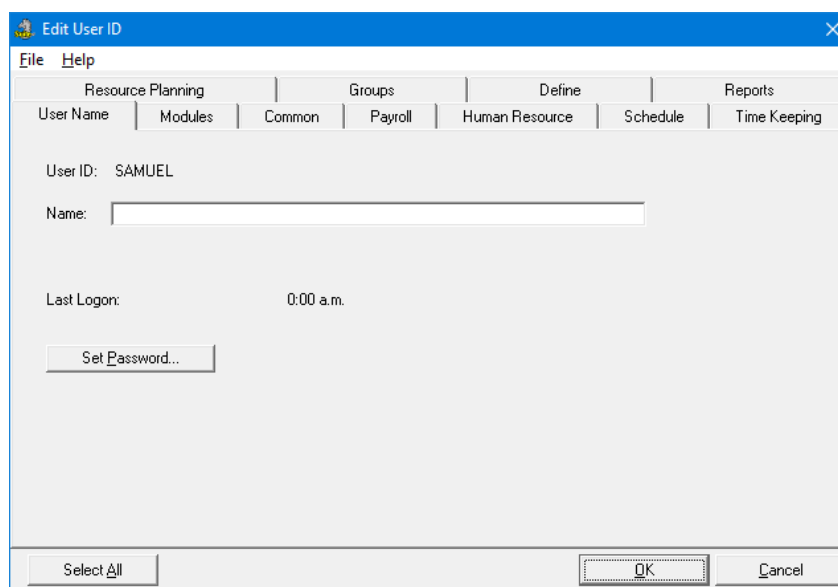 Edit User ID
File Help
Resource Planning Groups Define Reports
User Name Modules Common Payroll Human Resource Schedule Time Keeping
User ID: SAMUEL
Name:
Last Logon: 0:00 a.m.
Set Password...
Select All OK Cancel